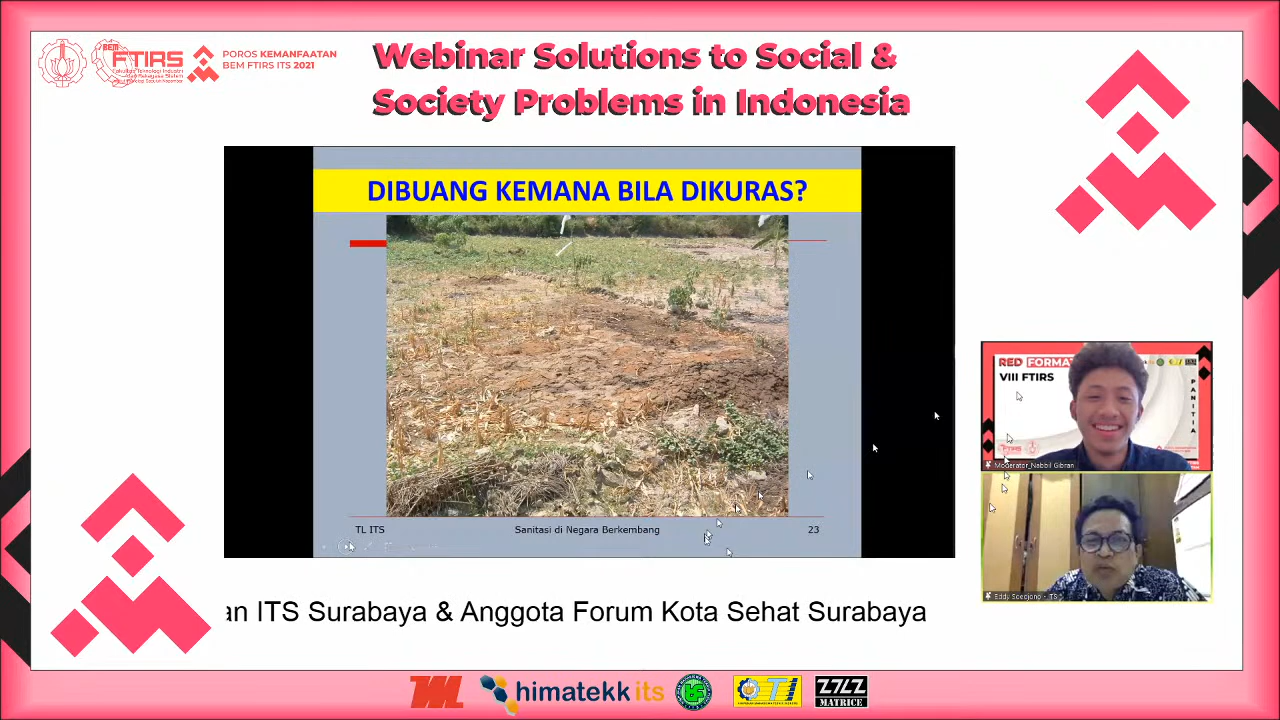 BEM
FTIRS
POROS KEMANFAATAN
BEM FTIRS ITS 2021
Webinar Solutions to Social &
Society Problems in Indonesia
DIBUANG KEMANA BILA DIKURAS?
TL ITS
Sanitasi di Negara Berkembang
23
RED FORMAT
VIII FTIRS
PANITIA
Moderator_Nabbil Gibran
Eddy Soedjono - ITS
an ITS Surabaya & Anggota Forum Kota Sehat Surabaya
himatekk its
MATRICE